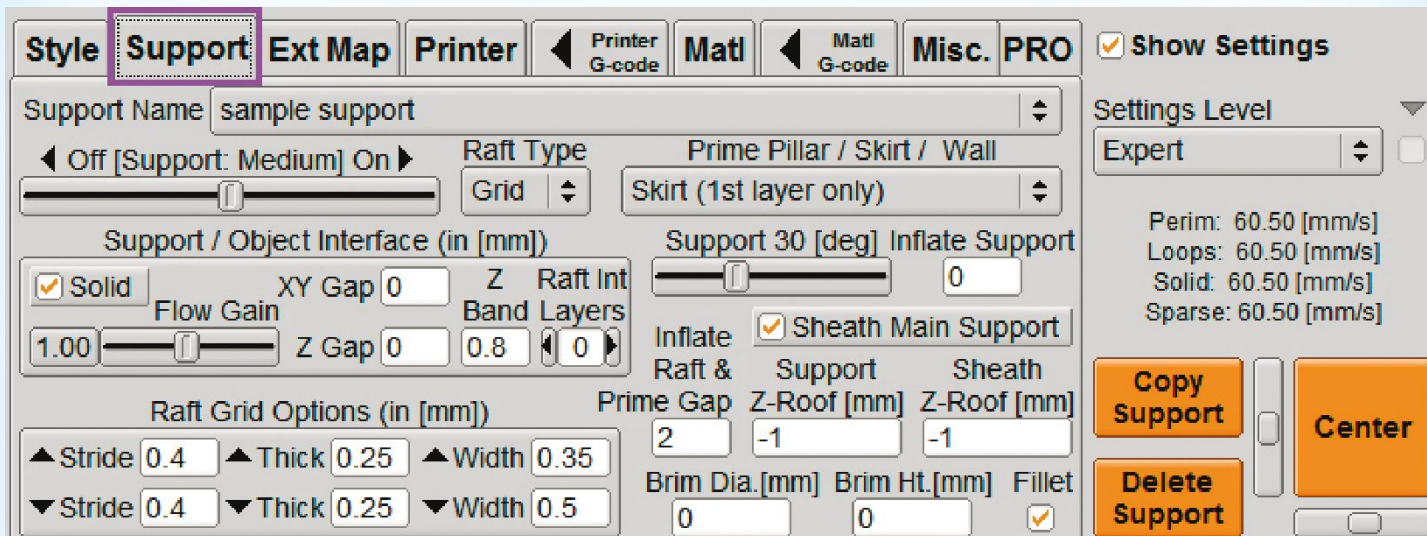 Style Support Ext Map Printer Printer G-code Matl Matl G-code Misc. PRO
Show Settings
Support Name sample support
Settings Level
Expert
Off [Support: Medium] On
Raft Type
Grid
Prime Pillar / Skirt / Wall
Skirt (1st layer only)
Perim: 60.50 [mm/s]
Loops: 60.50 [mm/s]
Solid: 60.50 [mm/s]
Sparse: 60.50 [mm/s]
Support / Object Interface (in [mm])
Solid
XY Gap 0
Flow Gain
1.00
Z Gap 0
Z Band
0.8
Raft Int Layers
0
Support 30 [deg]
Inflate Support
0
Sheath Main Support
Inflate
Raft &
Prime Gap
2
Support
Z-Roof [mm]
-1
Sheath
Z-Roof [mm]
-1
Raft Grid Options (in [mm])
Stride 0.4 Thick 0.25 Width 0.35
Stride 0.4 Thick 0.25 Width 0.5
Brim Dia.[mm] Brim Ht.[mm] Fillet
0 0
Copy
Support
Center
Delete
Support